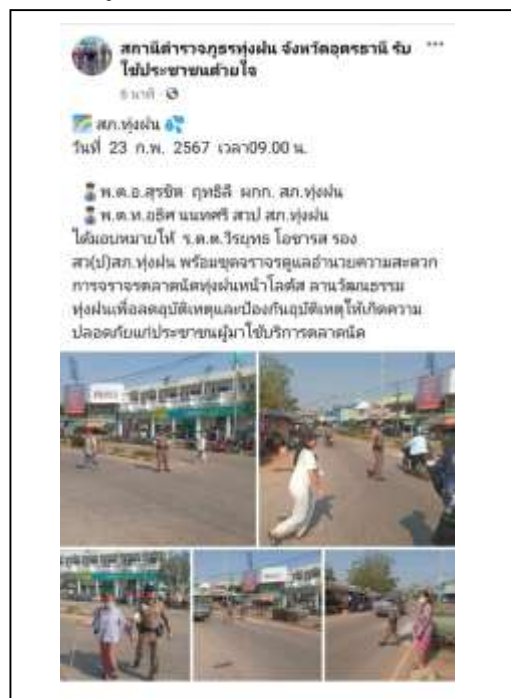 สถานีตำรวจภูธรทุ่งฝน จังหวัดอุดรธานี รับ
ใช้ประชาชนด้วยใจ
สภ.ทุ่งฝน
วันที่ 23 ก.พ. 2567 เวลา09.00 น.
พ.ต.อ.สุรชิต ฤทธิลี ผกก. สภ.ทุ่งฝน
พ.ต.ท.อธิศ นนทศรี สวป สภ.ทุ่งฝน
ได้มอบหมายให้ ร.ต.ต.วีรยุทธ โอชารส รอง
สว(ป)สภ.ทุ่งฝน พร้อมชุดจราจรดูแลอำนวยความสะดวก
การจราจรตลาดนัดทุ่งฝนหน้าโลตัส ลานวัฒนธรรม
ทุ่งฝนเพื่อลดอุบัติเหตุและป้องกันอุบัติเหตุให้เกิดความ
ปลอดภัยแก่ประชาชนผู้มาใช้บริการตลาดนัด